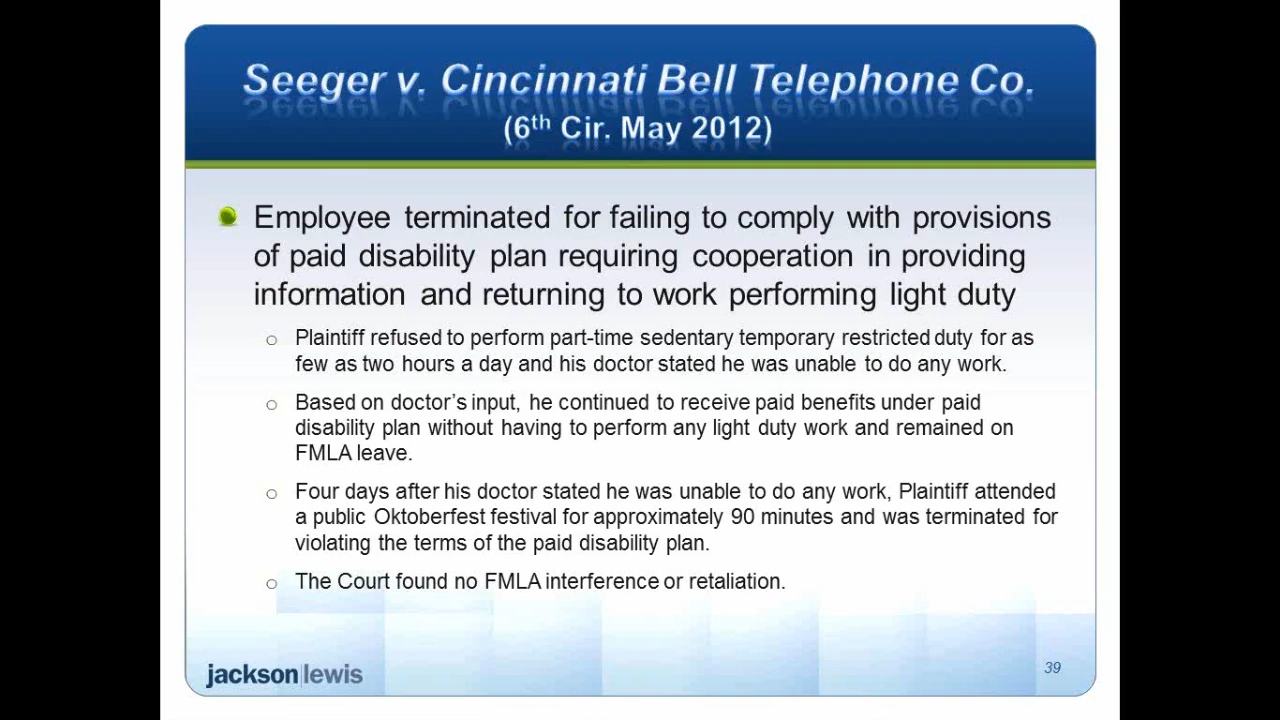 Seeger v. Cincinnati Bell Telephone Co.
(6th Cir. May 2012)
Employee terminated for failing to comply with provisions
of paid disability plan requiring cooperation in providing
information and returning to work performing light duty
o Plaintiff refused to perform part-time sedentary temporary restricted duty for as
few as two hours a day and his doctor stated he was unable to do any work.
o Based on doctor's input, he continued to receive paid benefits under paid
disability plan without having to perform any light duty work and remained on
FMLA leave.
o Four days after his doctor stated he was unable to do any work, Plaintiff attended
a public Oktoberfest festival for approximately 90 minutes and was terminated for
violating the terms of the paid disability plan.
o The Court found no FMLA interference or retaliation.
jackson|lewis
39